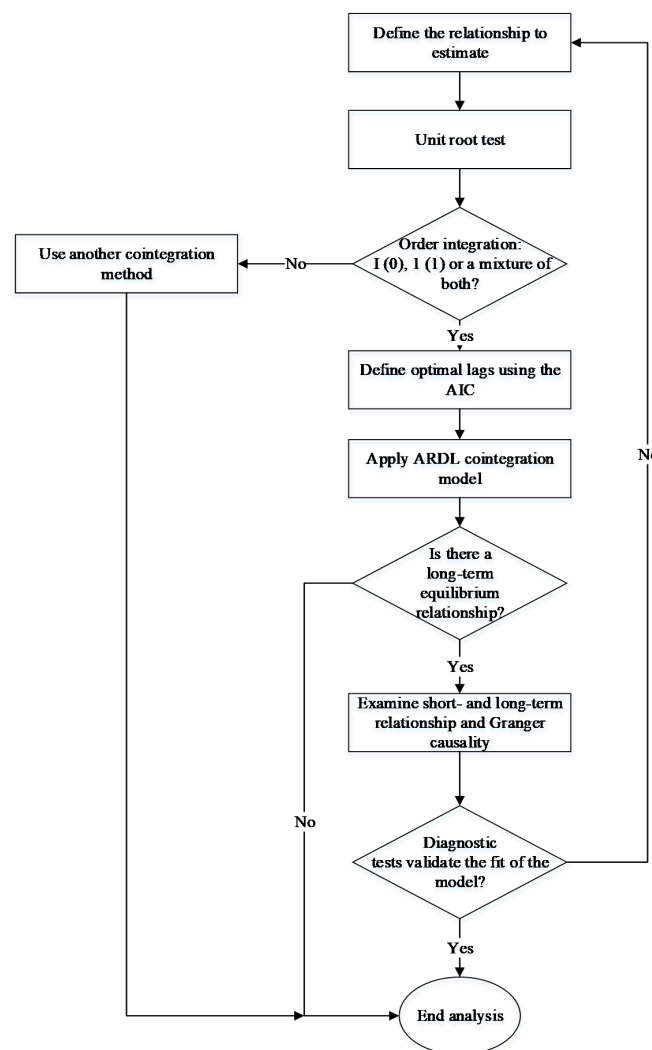 Define the relationship to
estimate
Unit root test
Order integration:
I (0), 1 (1) or a mixture of
both?
No
Use another cointegration
method
Yes
Define optimal lags using the
AIC
Apply ARDL cointegration
model
No
Is there a
long-term
equilibrium
relationship?
Yes
Examine short- and long-term
relationship and Granger
causality
No
Diagnostic
tests validate the fit of the
model?
Yes
End analysis